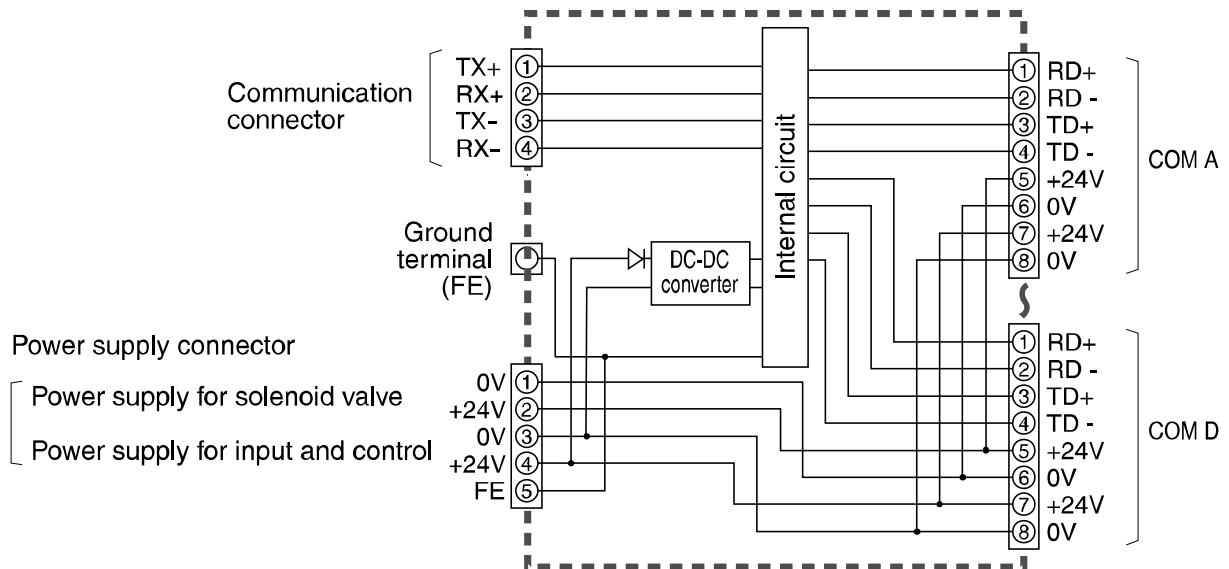 Communication
connector
TX+ ①
RX+ ②
TX- ③
RX- ④
Ground
terminal
(FE)
Power supply connector
Power supply for solenoid valve
Power supply for input and control
0V ①
+24V ②
0V ③
+24V ④
FE ⑤
DC-DC
converter
Internal circuit
① RD+
② RD -
③ TD+
④ TD -
⑤ +24V
⑥ 0V
⑦ +24V
⑧ 0V
COM A
① RD+
② RD -
③ TD+
④ TD -
⑤ +24V
⑥ 0V
⑦ +24V
⑧ 0V
COM D